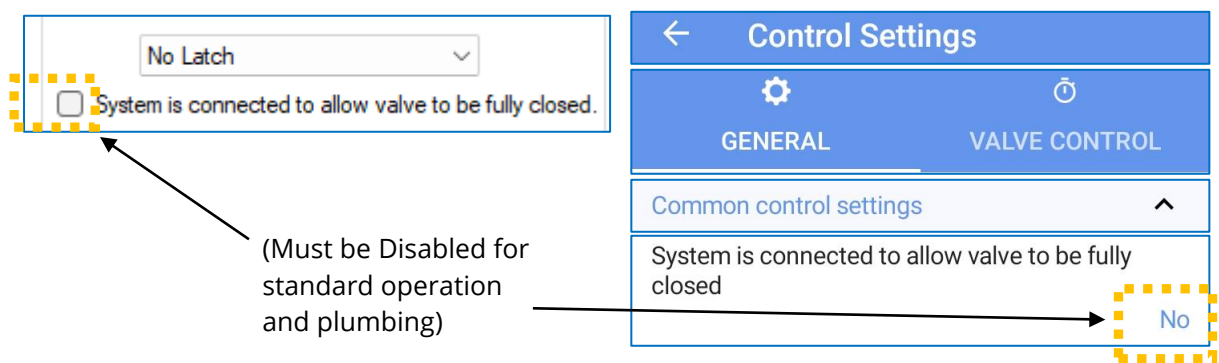 No Latch
System is connected to allow valve to be fully closed.
(Must be Disabled for
standard operation
and plumbing)
Control Settings
GENERAL
VALVE CONTROL
Common control settings
System is connected to allow valve to be fully
closed
No